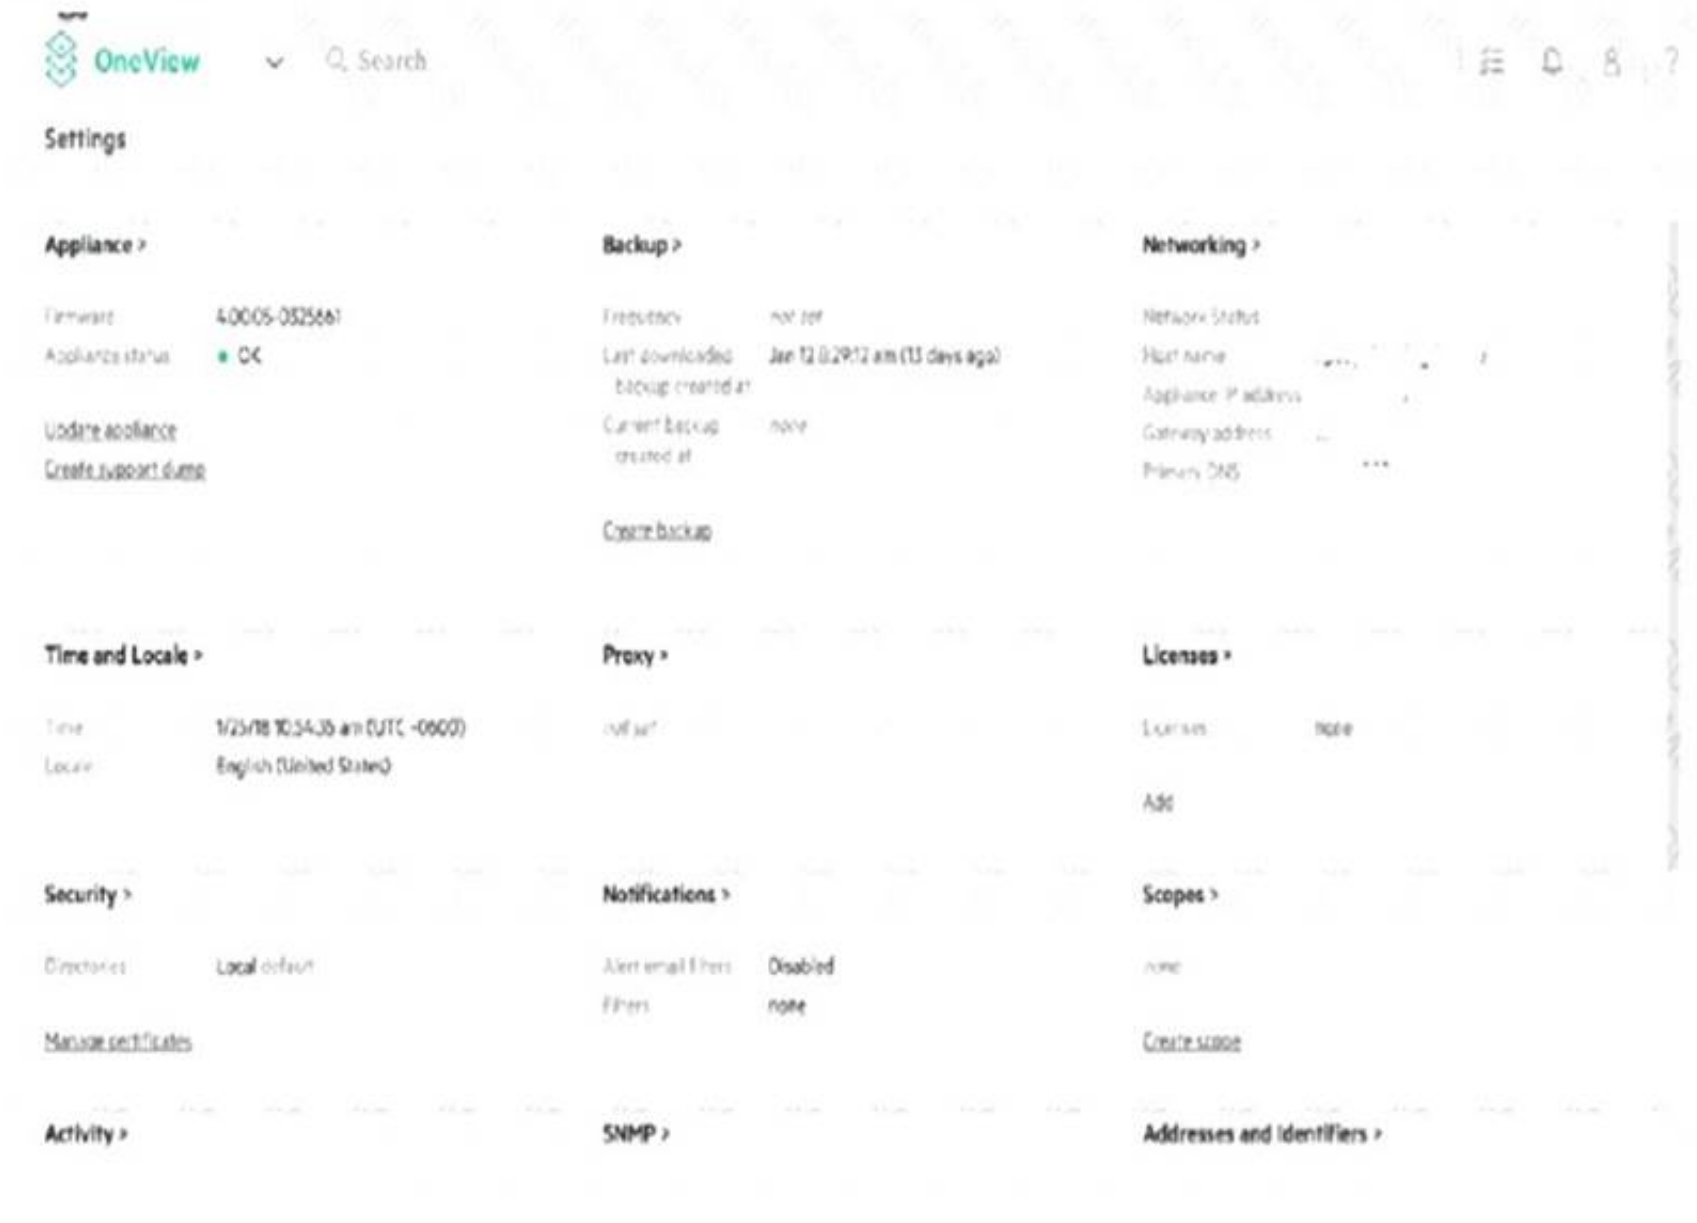 OneView
Search
?
Settings
Appliance >
Firmware 4.00.05-0325661
Appliance status OK
Update appliance
Create support dump
Backup >
Frequency not set
Last downloaded
backup created at
Jan 12 8:29:12 am (13 days ago)
Current backup
created at
none
Create backup
Networking >
Network Status
Host name
Appliance IP address
Gateway address
Primary DNS
Time and Locale >
Time 1/25/18 10:54:36 am (UTC -0600)
Locale English (United States)
Proxy >
not set
Licenses >
Licenses none
Add
Security >
Directories Local default
Manage certificates
Notifications >
Alert email filters Disabled
Filters none
Scopes >
none
Create scope
Activity >
SNMP >
Addresses and Identifiers >